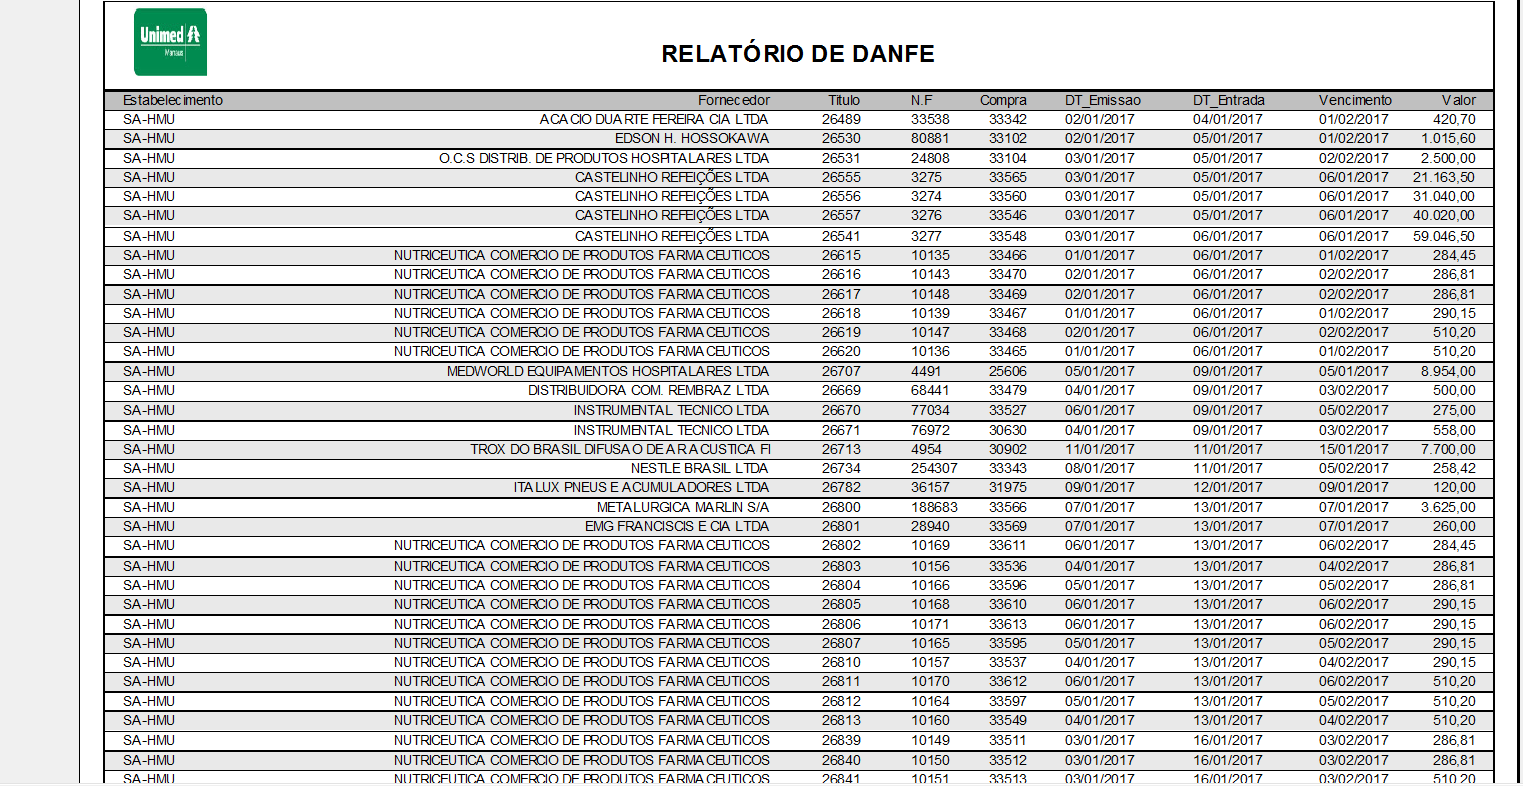 Unimed
Manaus
RELATÓRIO DE DANFE
Estabelecimento Fornecedor Titulo N.F Compra DT_Emissao DT_Entrada Vencimento Valor
SA-HMU ACACIO DUARTE FEREIRA CIA LTDA 26489 33538 33342 02/01/2017 04/01/2017 01/02/2017 420,70
SA-HMU EDSON H. HOSSOKAWA 26530 80881 33102 02/01/2017 05/01/2017 01/02/2017 1.015,60
SA-HMU O.C.S DISTRIB. DE PRODUTOS HOSPITALARES LTDA 26531 24808 33104 03/01/2017 05/01/2017 02/02/2017 2.500,00
SA-HMU CASTELINHO REFEIÇÕES LTDA 26555 3275 33565 03/01/2017 05/01/2017 06/01/2017 21.163,50
SA-HMU CASTELINHO REFEIÇÕES LTDA 26556 3274 33560 03/01/2017 05/01/2017 06/01/2017 31.040,00
SA-HMU CASTELINHO REFEIÇÕES LTDA 26557 3276 33546 03/01/2017 05/01/2017 06/01/2017 40.020,00
SA-HMU CASTELINHO REFEIÇÕES LTDA 26541 3277 33548 03/01/2017 06/01/2017 06/01/2017 59.046,50
SA-HMU NUTRICEUTICA COMERCIO DE PRODUTOS FARMACEUTICOS 26615 10135 33466 01/01/2017 06/01/2017 01/02/2017 284,45
SA-HMU NUTRICEUTICA COMERCIO DE PRODUTOS FARMACEUTICOS 26616 10143 33470 02/01/2017 06/01/2017 02/02/2017 286,81
SA-HMU NUTRICEUTICA COMERCIO DE PRODUTOS FARMACEUTICOS 26617 10148 33469 02/01/2017 06/01/2017 02/02/2017 286,81
SA-HMU NUTRICEUTICA COMERCIO DE PRODUTOS FARMACEUTICOS 26618 10139 33467 01/01/2017 06/01/2017 01/02/2017 290,15
SA-HMU NUTRICEUTICA COMERCIO DE PRODUTOS FARMACEUTICOS 26619 10147 33468 02/01/2017 06/01/2017 02/02/2017 510,20
SA-HMU NUTRICEUTICA COMERCIO DE PRODUTOS FARMACEUTICOS 26620 10136 33465 01/01/2017 06/01/2017 01/02/2017 510,20
SA-HMU MEDWORLD EQUIPAMENTOS HOSPITALARES LTDA 26707 4491 25606 05/01/2017 09/01/2017 05/01/2017 8.954,00
SA-HMU DISTRIBUIDORA COM. REMBRAZ LTDA 26669 68441 33479 04/01/2017 09/01/2017 03/02/2017 500,00
SA-HMU INSTRUMENTAL TECNICO LTDA 26670 77034 33527 06/01/2017 09/01/2017 05/02/2017 275,00
SA-HMU INSTRUMENTAL TECNICO LTDA 26671 76972 30630 04/01/2017 09/01/2017 03/02/2017 558,00
SA-HMU TROX DO BRASIL DIFUSAO DE AR ACUSTICA FI 26713 4954 30902 11/01/2017 11/01/2017 15/01/2017 7.700,00
SA-HMU NESTLE BRASIL LTDA 26734 254307 33343 08/01/2017 11/01/2017 05/02/2017 258,42
SA-HMU ITALUX PNEUS E ACUMULADORES LTDA 26782 36157 31975 09/01/2017 12/01/2017 09/01/2017 120,00
SA-HMU METALURGICA MARLIN S/A 26800 188683 33566 07/01/2017 13/01/2017 07/01/2017 3.625,00
SA-HMU EMG FRANCISCIS E CIA LTDA 26801 28940 33569 07/01/2017 13/01/2017 07/01/2017 260,00
SA-HMU NUTRICEUTICA COMERCIO DE PRODUTOS FARMACEUTICOS 26802 10169 33611 06/01/2017 13/01/2017 06/02/2017 284,45
SA-HMU NUTRICEUTICA COMERCIO DE PRODUTOS FARMACEUTICOS 26803 10156 33536 04/01/2017 13/01/2017 04/02/2017 286,81
SA-HMU NUTRICEUTICA COMERCIO DE PRODUTOS FARMACEUTICOS 26804 10166 33596 05/01/2017 13/01/2017 05/02/2017 286,81
SA-HMU NUTRICEUTICA COMERCIO DE PRODUTOS FARMACEUTICOS 26805 10168 33610 06/01/2017 13/01/2017 06/02/2017 290,15
SA-HMU NUTRICEUTICA COMERCIO DE PRODUTOS FARMACEUTICOS 26806 10171 33613 06/01/2017 13/01/2017 06/02/2017 290,15
SA-HMU NUTRICEUTICA COMERCIO DE PRODUTOS FARMACEUTICOS 26807 10165 33595 05/01/2017 13/01/2017 05/02/2017 290,15
SA-HMU NUTRICEUTICA COMERCIO DE PRODUTOS FARMACEUTICOS 26810 10157 33537 04/01/2017 13/01/2017 04/02/2017 290,15
SA-HMU NUTRICEUTICA COMERCIO DE PRODUTOS FARMACEUTICOS 26811 10170 33612 06/01/2017 13/01/2017 06/02/2017 510,20
SA-HMU NUTRICEUTICA COMERCIO DE PRODUTOS FARMACEUTICOS 26812 10164 33597 05/01/2017 13/01/2017 05/02/2017 510,20
SA-HMU NUTRICEUTICA COMERCIO DE PRODUTOS FARMACEUTICOS 26813 10160 33549 04/01/2017 13/01/2017 04/02/2017 510,20
SA-HMU NUTRICEUTICA COMERCIO DE PRODUTOS FARMACEUTICOS 26839 10149 33511 03/01/2017 16/01/2017 03/02/2017 286,81
SA-HMU NUTRICEUTICA COMERCIO DE PRODUTOS FARMACEUTICOS 26840 10150 33512 03/01/2017 16/01/2017 03/02/2017 286,81
SA-HMU NUTRICEUTICA COMERCIO DE PRODUTOS FARMACEUTICOS 26841 10151 33513 03/01/2017 16/01/2017 03/02/2017 510,20